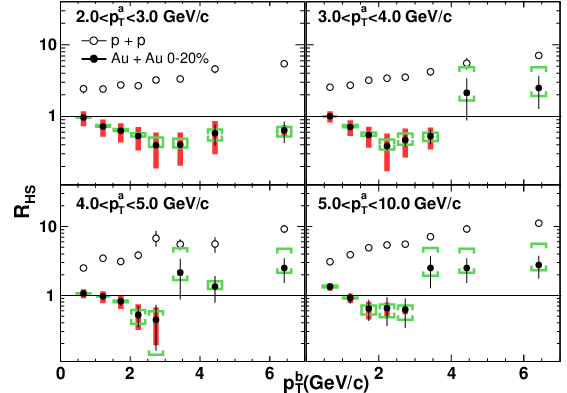 2.0<p_T^a<3.0 GeV/c
p + p
Au + Au 0-20%
3.0<p_T^a<4.0 GeV/c
10
1
R_HS
4.0<p_T^a<5.0 GeV/c
5.0<p_T^a<10.0 GeV/c
10
1
0 2 4 6 0 2 4 6
p_T^b(GeV/c)